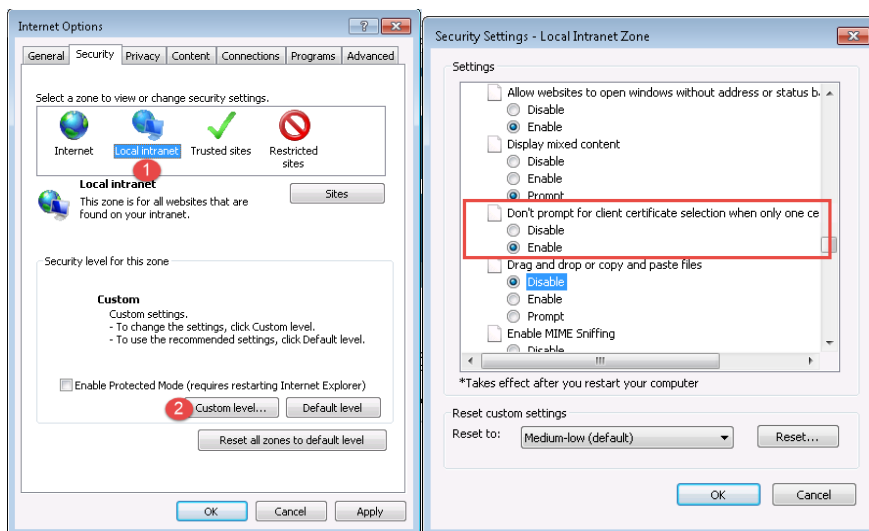 Internet Options
General Security Privacy Content Connections Programs Advanced
Select a zone to view or change security settings.
Internet Local intranet Trusted sites Restricted
sites
1
Local intranet
This zone is for all websites that are
found on your intranet.
Sites
Security level for this zone
Custom
Custom settings.
- To change the settings, click Custom level.
- To use the recommended settings, click Default level.
Enable Protected Mode (requires restarting Internet Explorer)
2 Custom level... Default level
Reset all zones to default level
OK Cancel Apply
Security Settings - Local Intranet Zone
Settings
Allow websites to open windows without address or status b
Disable
Enable
Display mixed content
Disable
Enable
Prompt
Don't prompt for client certificate selection when only one ce
Disable
Enable
Drag and drop or copy and paste files
Disable
Enable
Prompt
Enable MIME Sniffing
Disable
*Takes effect after you restart your computer
Reset custom settings
Reset to: Medium-low (default) Reset...
OK Cancel